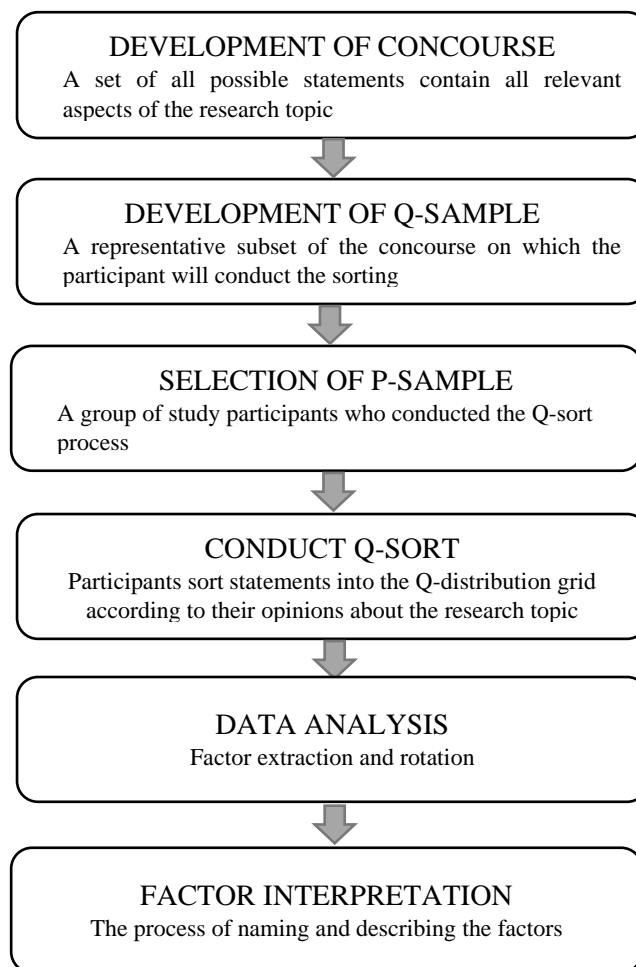 DEVELOPMENT OF CONCOURSE
A set of all possible statements contain all relevant
aspects of the research topic
DEVELOPMENT OF Q-SAMPLE
A representative subset of the concourse on which the
participant will conduct the sorting
SELECTION OF P-SAMPLE
A group of study participants who conducted the Q-sort
process
CONDUCT Q-SORT
Participants sort statements into the Q-distribution grid
according to their opinions about the research topic
DATA ANALYSIS
Factor extraction and rotation
FACTOR INTERPRETATION
The process of naming and describing the factors